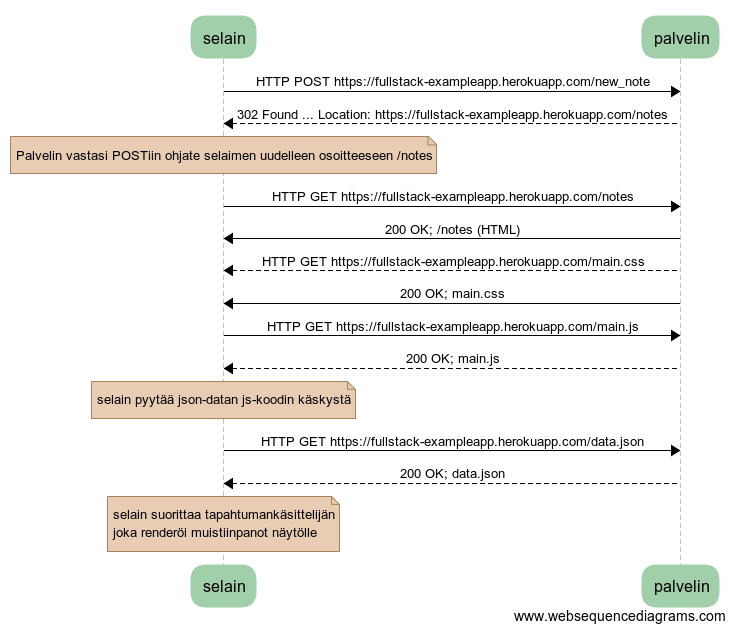 selain
palvelin
HTTP POST https://fullstack-exampleapp.herokuapp.com/new_note
302 Found ... Location: https://fullstack-exampleapp.herokuapp.com/notes
Palvelin vastasi POSTiin ohjate selaimen uudelleen osoitteeseen /notes
HTTP GET https://fullstack-exampleapp.herokuapp.com/notes
200 OK; /notes (HTML)
HTTP GET https://fullstack-exampleapp.herokuapp.com/main.css
200 OK; main.css
HTTP GET https://fullstack-exampleapp.herokuapp.com/main.js
200 OK; main.js
selain pyytää json-datan js-koodin käskystä
HTTP GET https://fullstack-exampleapp.herokuapp.com/data.json
200 OK; data.json
selain suorittaa tapahtumankäsittelijän
joka renderöi muistiinpanot näytölle
selain
palvelin
www.websequencediagrams.com